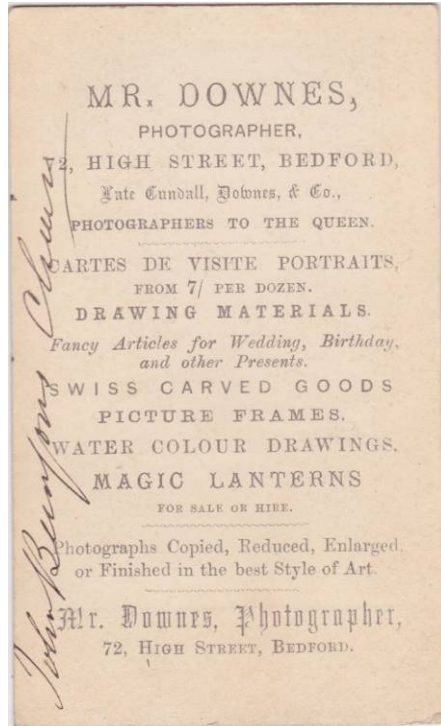 MR. DOWNES,
PHOTOGRAPHER,
72, HIGH STREET, BEDFORD,
Late Cundall, Downes, & Co.,
PHOTOGRAPHERS TO THE QUEEN.
CARTES DE VISITE PORTRAITS,
FROM 7/ PER DOZEN.
DRAWING MATERIALS.
Fancy Articles for Wedding, Birthday,
and other Presents.
SWISS CARVED GOODS
PICTURE FRAMES.
WATER COLOUR DRAWINGS,
MAGIC LANTERNS
FOR SALE OR HIRE.
Photographs Copied, Reduced, Enlarged,
or Finished in the best Style of Art.
Mr. Downes, Photographer,
72, HIGH STREET, BEDFORD.
John Bunyons Chair